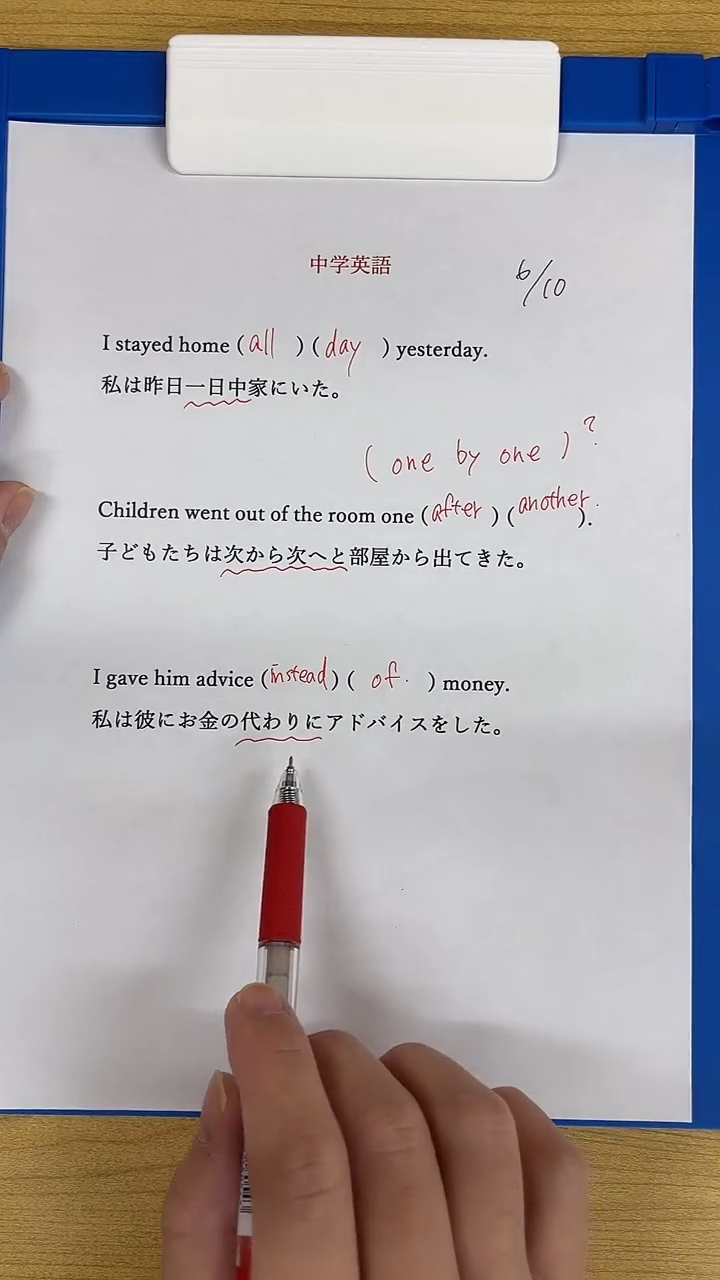 中学英語
6/10
I stayed home (all) (day) yesterday.
私は昨日一日中家にいた。
(one by one)?
Children went out of the room one (after) (another).
子どもたちは次から次へと部屋から出てきた。
I gave him advice (instead) (of) money.
私は彼にお金の代わりにアドバイスをした。